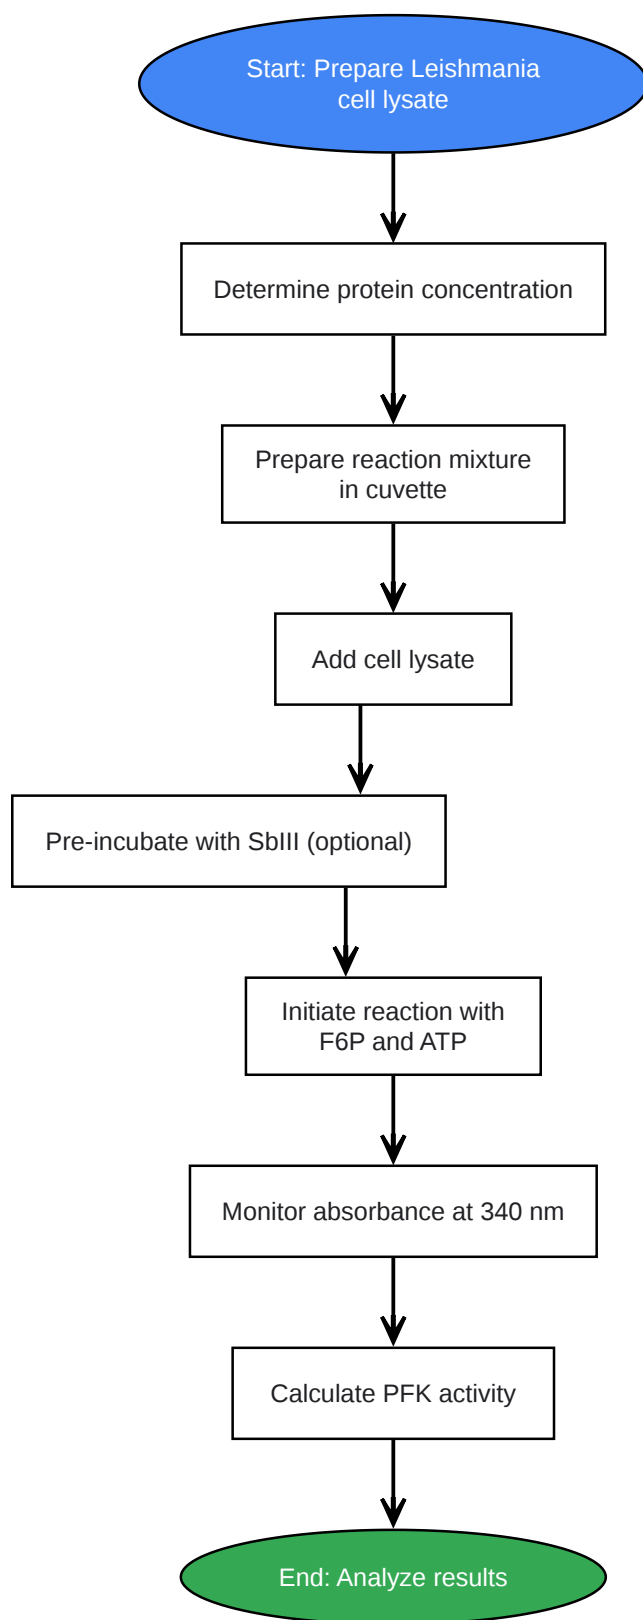 Start: Prepare Leishmania
cell lysate
Determine protein concentration
Prepare reaction mixture
in cuvette
Add cell lysate
Pre-incubate with SbIII (optional)
Initiate reaction with
F6P and ATP
Monitor absorbance at 340 nm
Calculate PFK activity
End: Analyze results